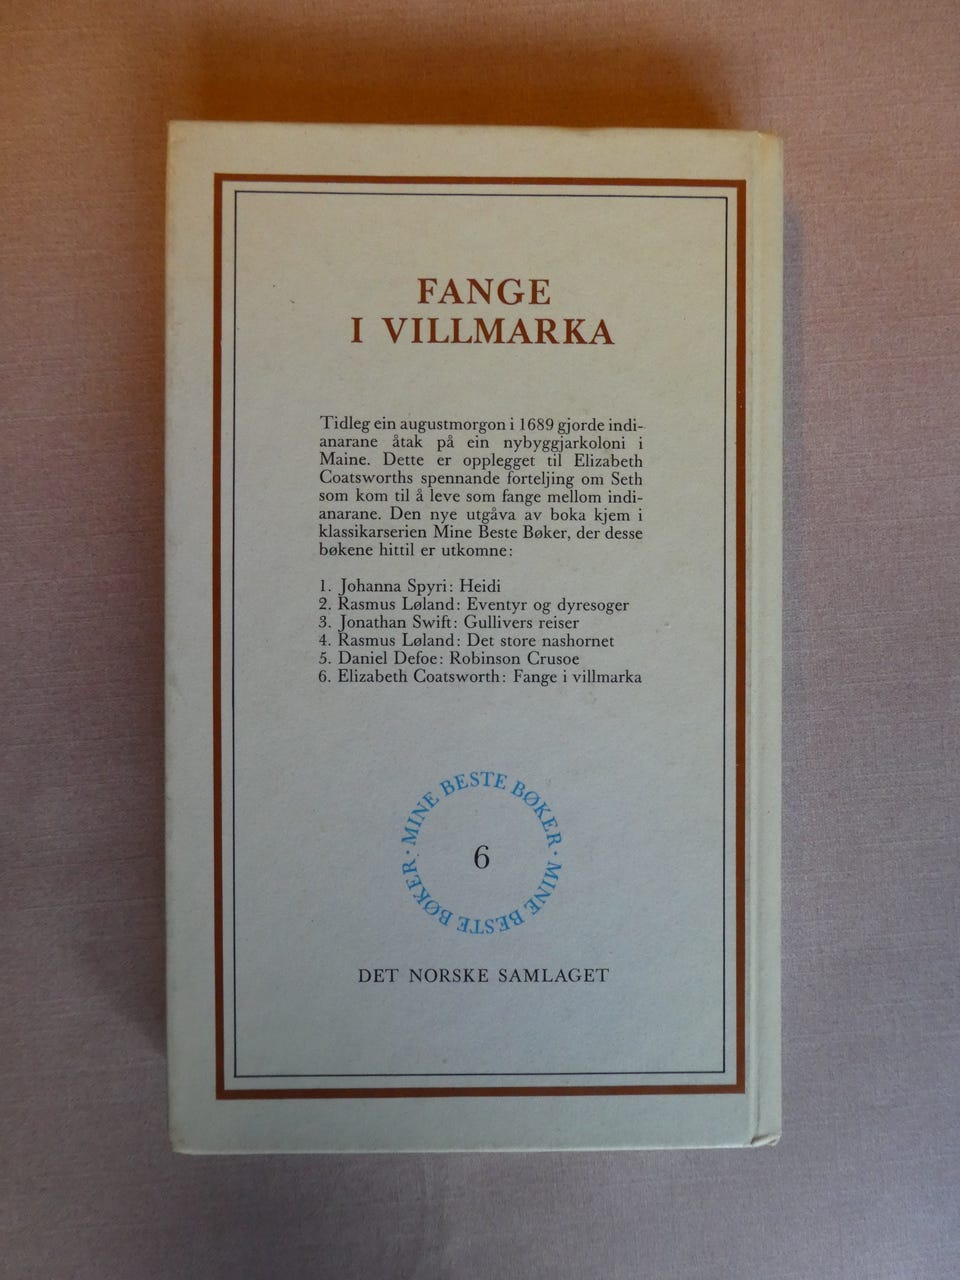 FANGE
I VILLMARKA
Tidleg ein augustmorgon i 1689 gjorde indi-
anarane åtak på ein nybyggjarkoloni i
Maine. Dette er opplegget til Elizabeth
Coatsworths spennande forteljing om Seth
som kom til å leve som fange mellom indi-
anarane. Den nye utgåva av boka kjem i
klassikarserien Mine Beste Bøker, der desse
bøkene hittil er utkomne:
1. Johanna Spyri: Heidi
2. Rasmus Løland: Eventyr og dyresoger
3. Jonathan Swift: Gullivers reiser
4. Rasmus Løland: Det store nashornet
5. Daniel Defoe: Robinson Crusoe
6. Elizabeth Coatsworth: Fange i villmarka
MINE BESTE BØKER · MINE BESTE BØKER ·
6
DET NORSKE SAMLAGET